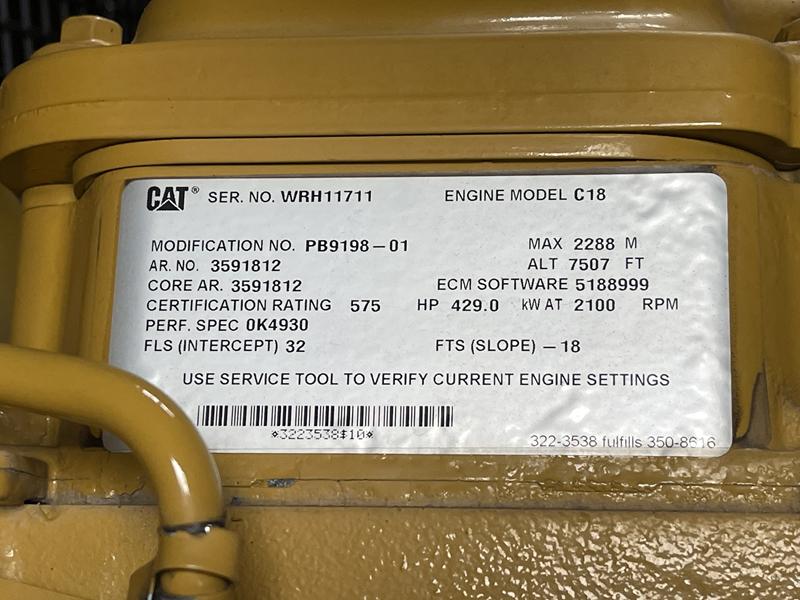 CAT® SER. NO. WRH11711 ENGINE MODEL C18
MODIFICATION NO. PB9198-01 MAX 2288 M
AR. NO. 3591812 ALT 7507 FT
CORE AR. 3591812 ECM SOFTWARE 5188999
CERTIFICATION RATING 575 HP 429.0 kW AT 2100 RPM
PERF. SPEC 0K4930
FLS (INTERCEPT) 32 FTS (SLOPE) -18
USE SERVICE TOOL TO VERIFY CURRENT ENGINE SETTINGS
*3223538$10*
322-3538 fulfills 350-8616